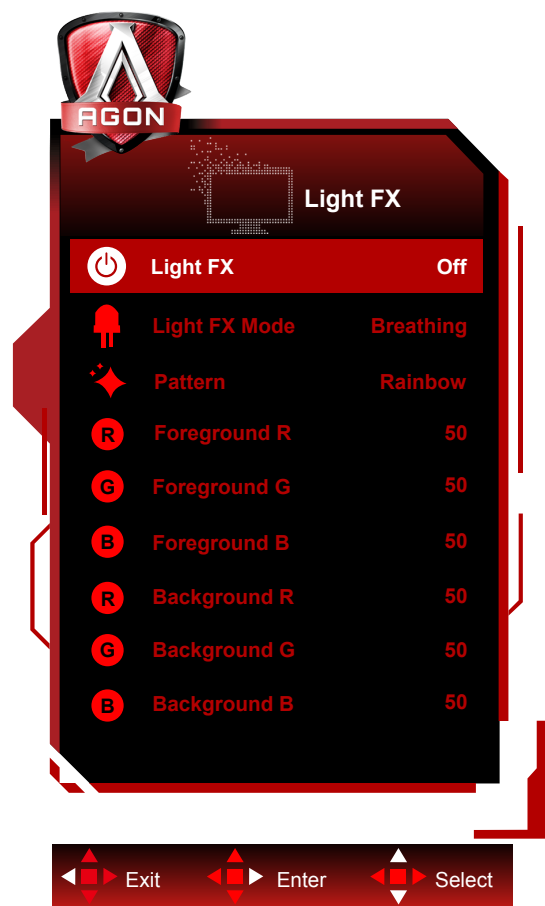 AGON
Light FX
Light FX Off
Light FX Mode Breathing
Pattern Rainbow
R Foreground R 50
G Foreground G 50
B Foreground B 50
R Background R 50
G Background G 50
B Background B 50
Exit Enter Select